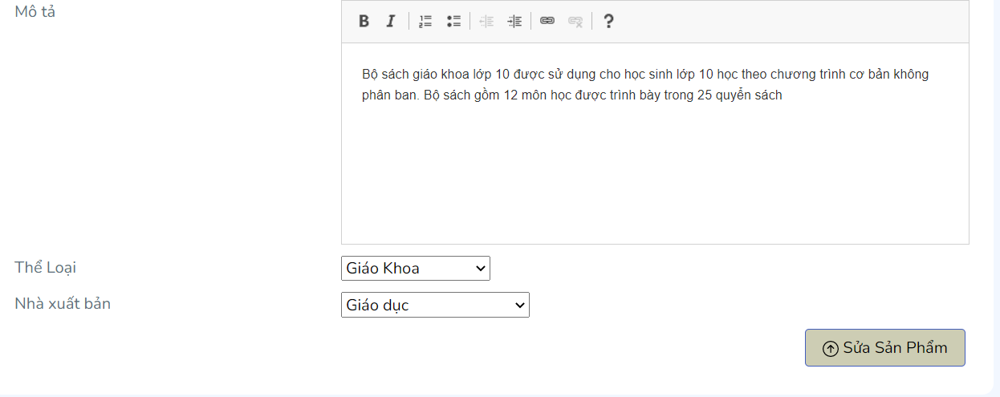 Mô tả
B I ?
Bộ sách giáo khoa lớp 10 được sử dụng cho học sinh lớp 10 học theo chương trình cơ bản không
phân ban. Bộ sách gồm 12 môn học được trình bày trong 25 quyển sách
Thể Loại
Giáo Khoa
Nhà xuất bản
Giáo dục
Sửa Sản Phẩm